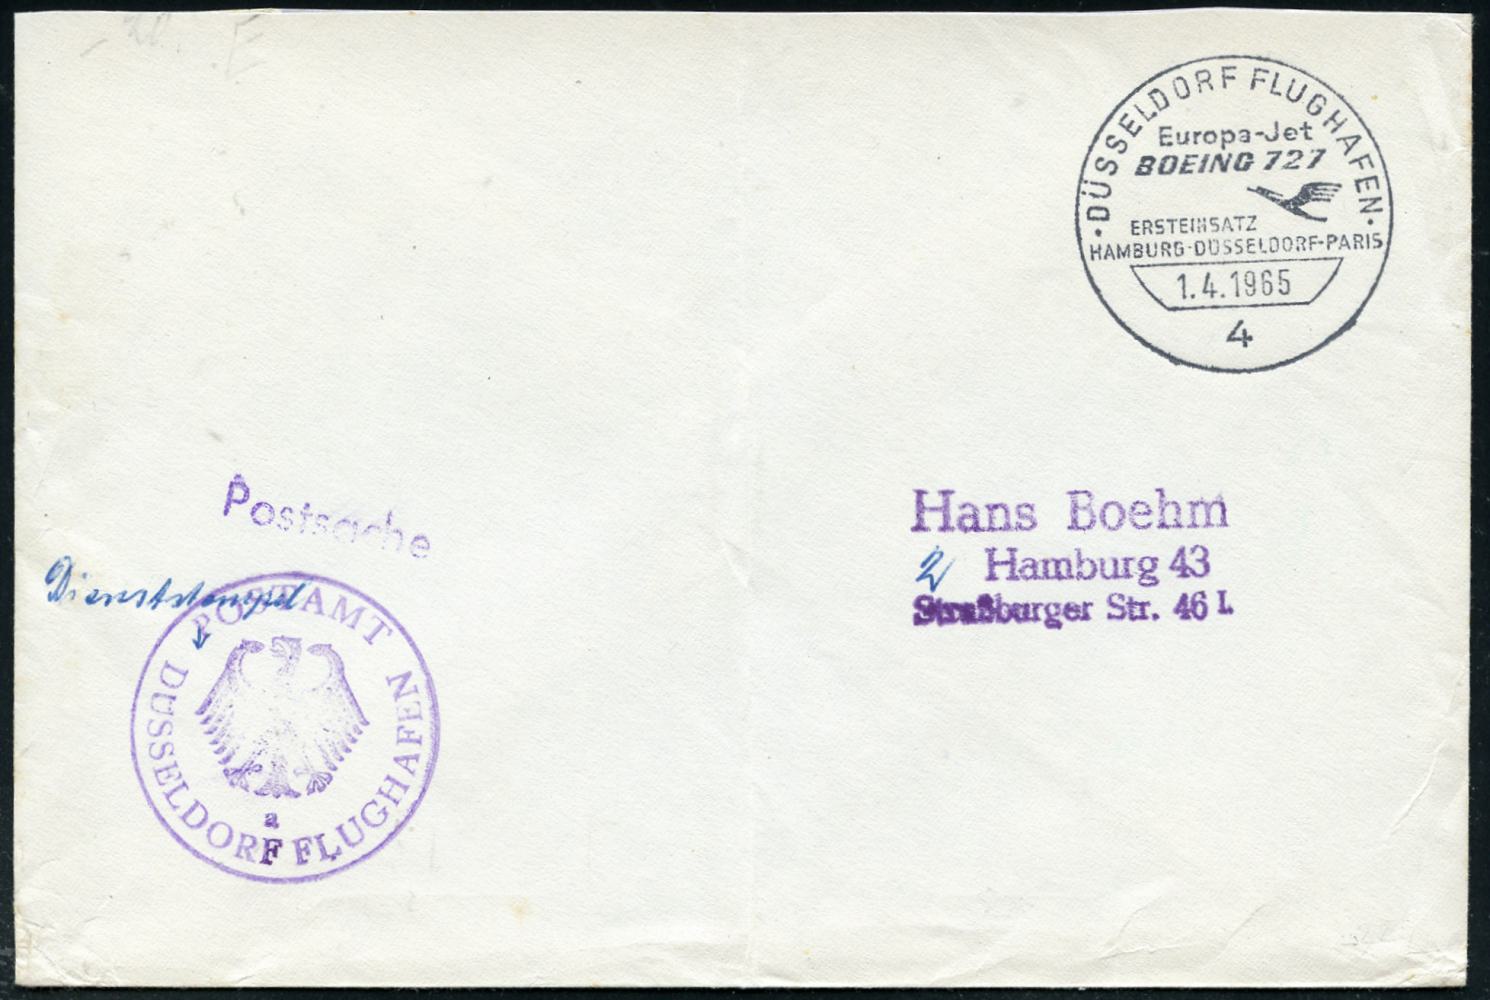 DÜSSELDORF FLUGHAFEN
Europa-Jet
BOEING 727
ERSTEINSATZ
HAMBURG-DÜSSELDORF-PARIS
1.4.1965
4
Postsache
Dienststempel
POSTAMT
DÜSSELDORF FLUGHAFEN
a
Hans Boehm
2 Hamburg 43
Straßburger Str. 46 I.